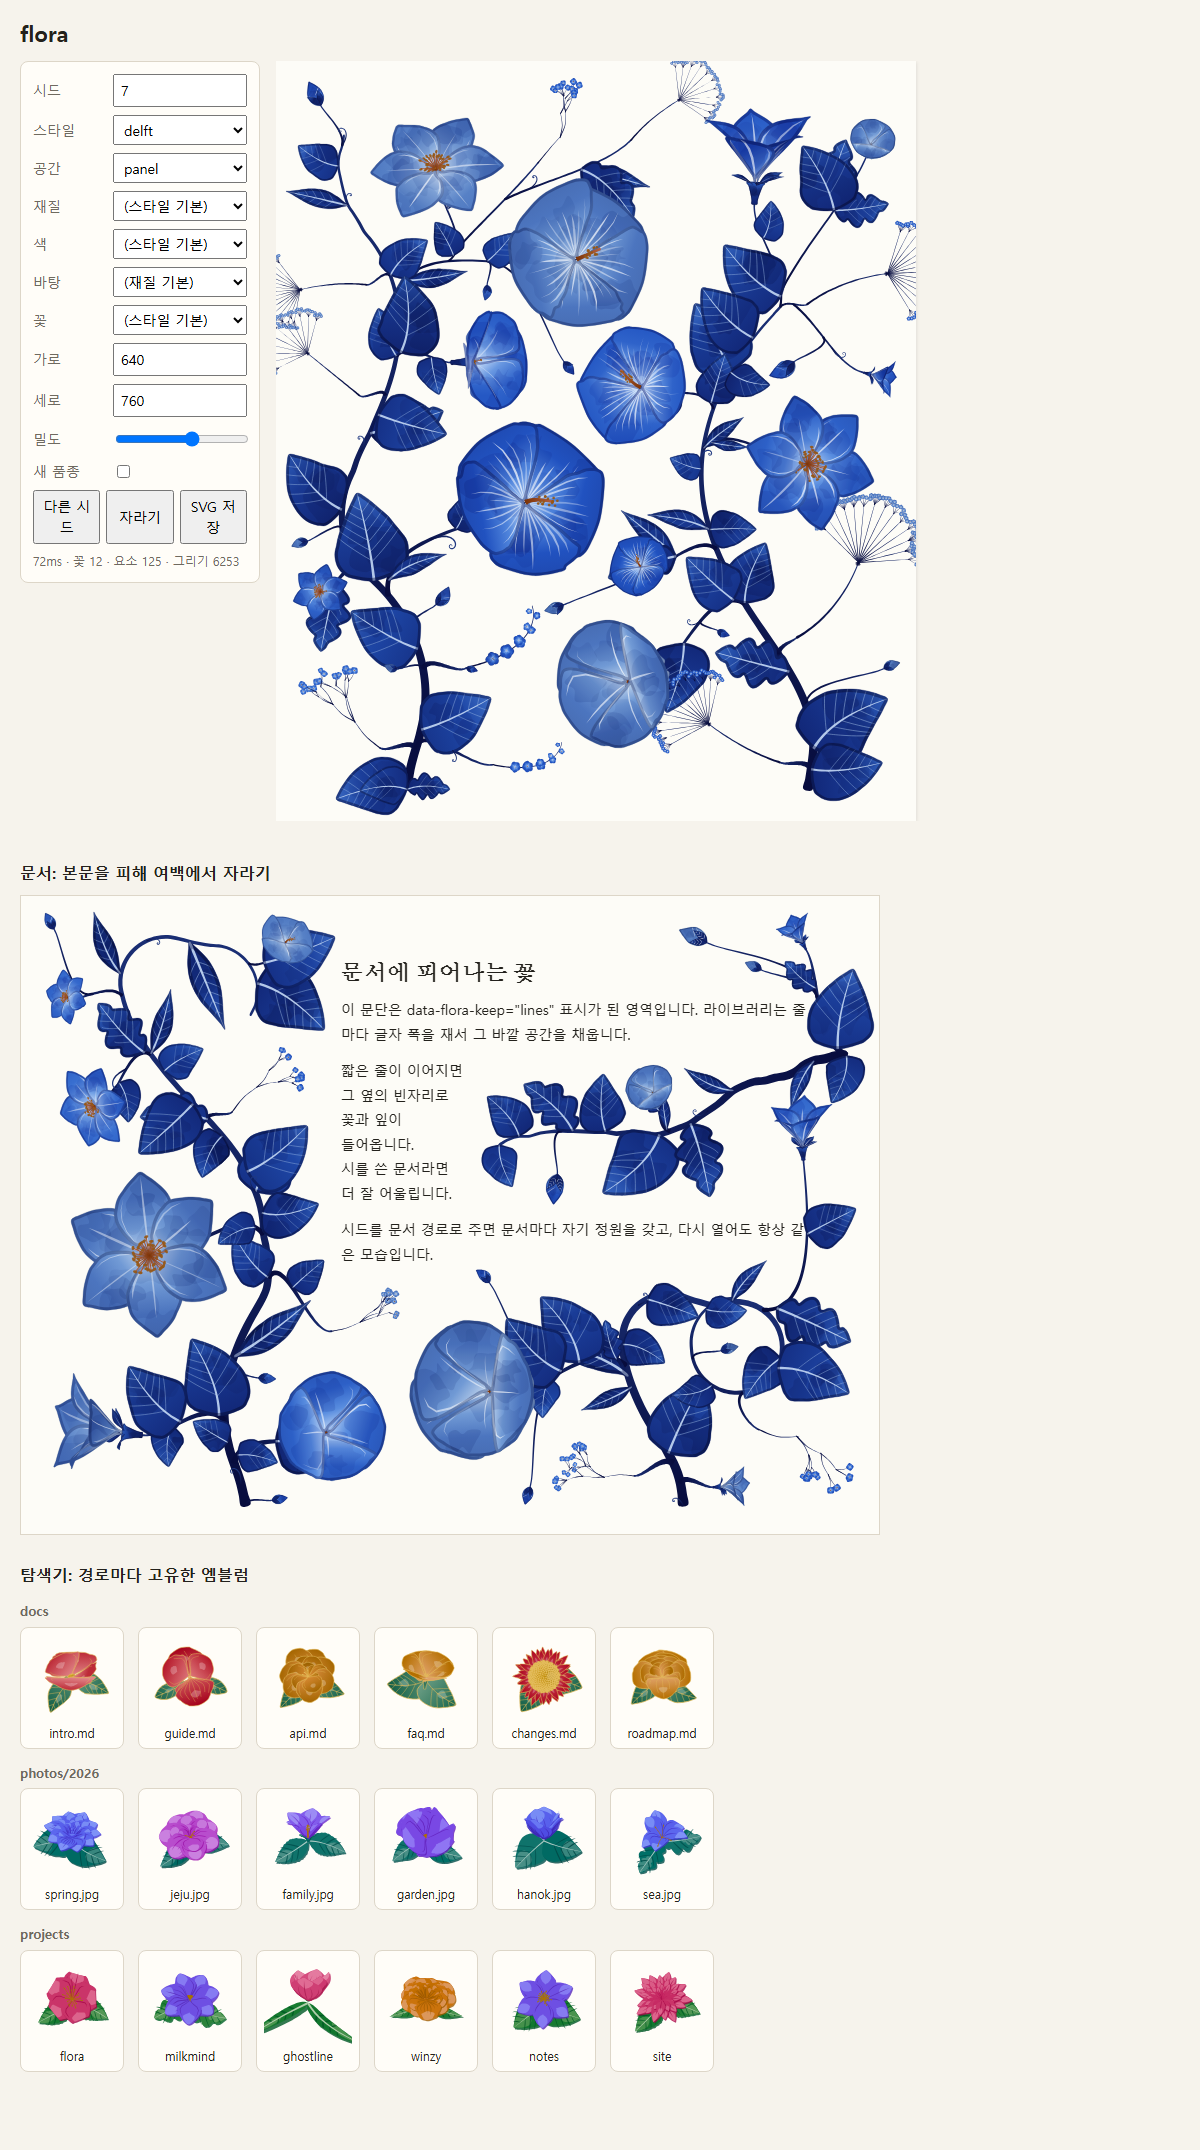 flora
시드
7
스타일
delft
공간
panel
재질
(스타일 기본)
색
(스타일 기본)
바탕
(재질 기본)
꽃
(스타일 기본)
가로
640
세로
760
밀도
새 품종
다른 시
드
자라기
SVG 저
장
72ms · 꽃 12 · 요소 125 · 그리기 6253
문서: 본문을 피해 여백에서 자라기
문서에 피어나는 꽃
이 문단은 data-flora-keep="lines" 표시가 된 영역입니다. 라이브러리는 줄
마다 글자 폭을 재서 그 바깥 공간을 채웁니다.
짧은 줄이 이어지면
그 옆의 빈자리로
꽃과 잎이
들어옵니다.
시를 쓴 문서라면
더 잘 어울립니다.
시드를 문서 경로로 주면 문서마다 자기 정원을 갖고, 다시 열어도 항상 같
은 모습입니다.
탐색기: 경로마다 고유한 엠블럼
docs
intro.md
guide.md
api.md
faq.md
changes.md
roadmap.md
photos/2026
spring.jpg
jeju.jpg
family.jpg
garden.jpg
hanok.jpg
sea.jpg
projects
flora
milkmind
ghostline
winzy
notes
site